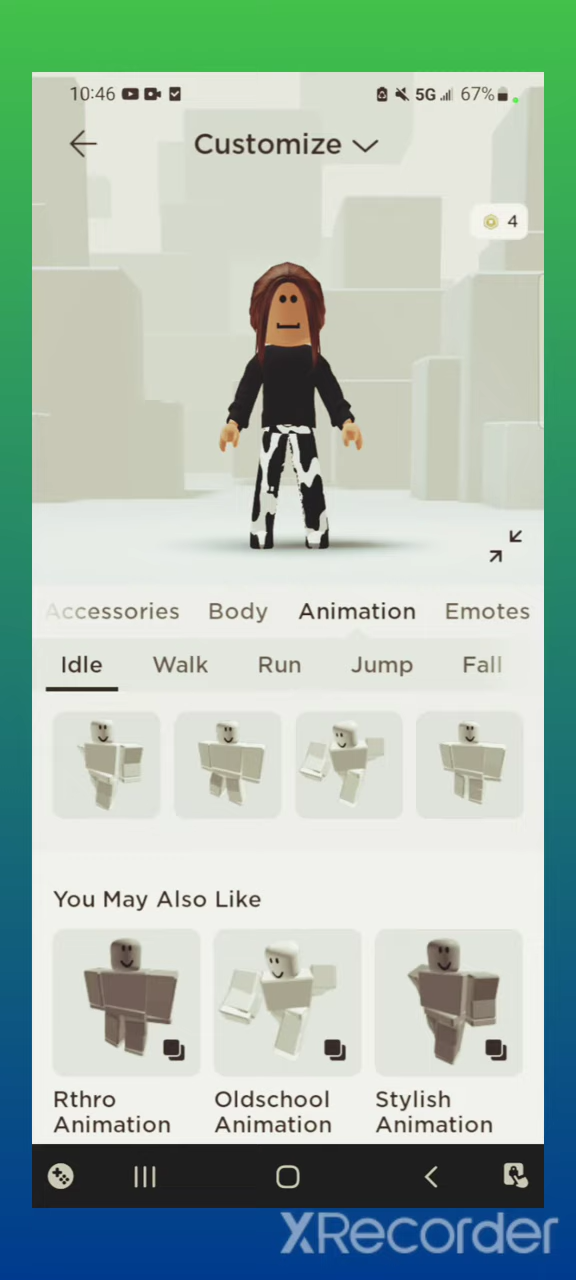 10:46 5G 67%
Customize
4
Accessories Body Animation Emotes
Idle Walk Run Jump Fall
You May Also Like
Rthro Animation
Oldschool Animation
Stylish Animation
XRecorder